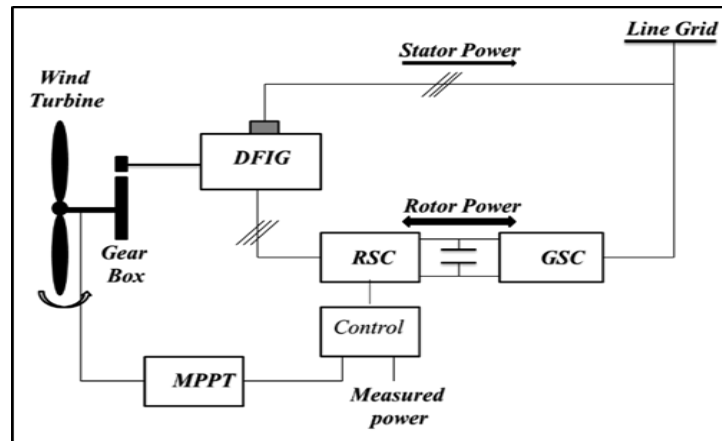 Line Grid
Stator Power
Wind
Turbine
DFIG
Rotor Power
Gear
Box
RSC
GSC
Control
MPPT
Measured
power